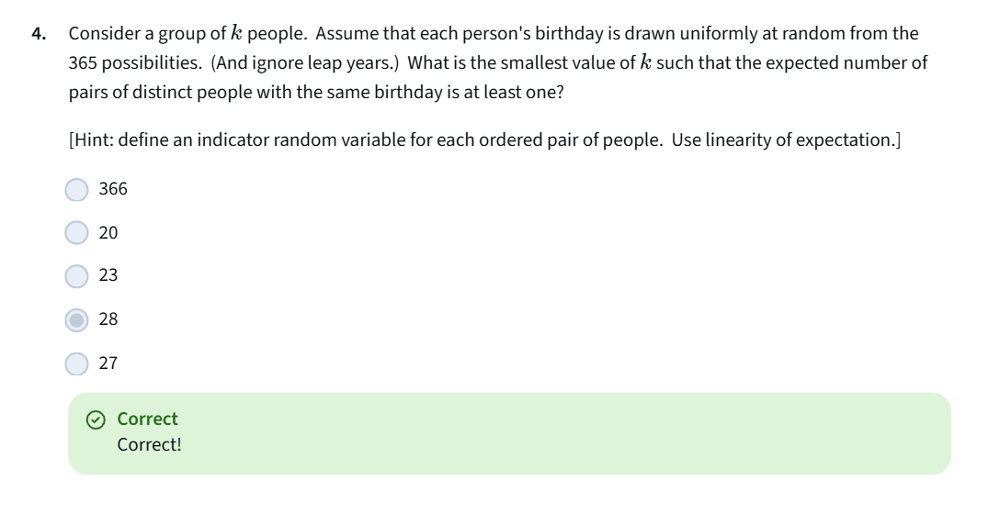 4. Consider a group of k people. Assume that each person's birthday is drawn uniformly at random from the
365 possibilities. (And ignore leap years.) What is the smallest value of k such that the expected number of
pairs of distinct people with the same birthday is at least one?
[Hint: define an indicator random variable for each ordered pair of people. Use linearity of expectation.]
366
20
23
28
27
Correct
Correct!